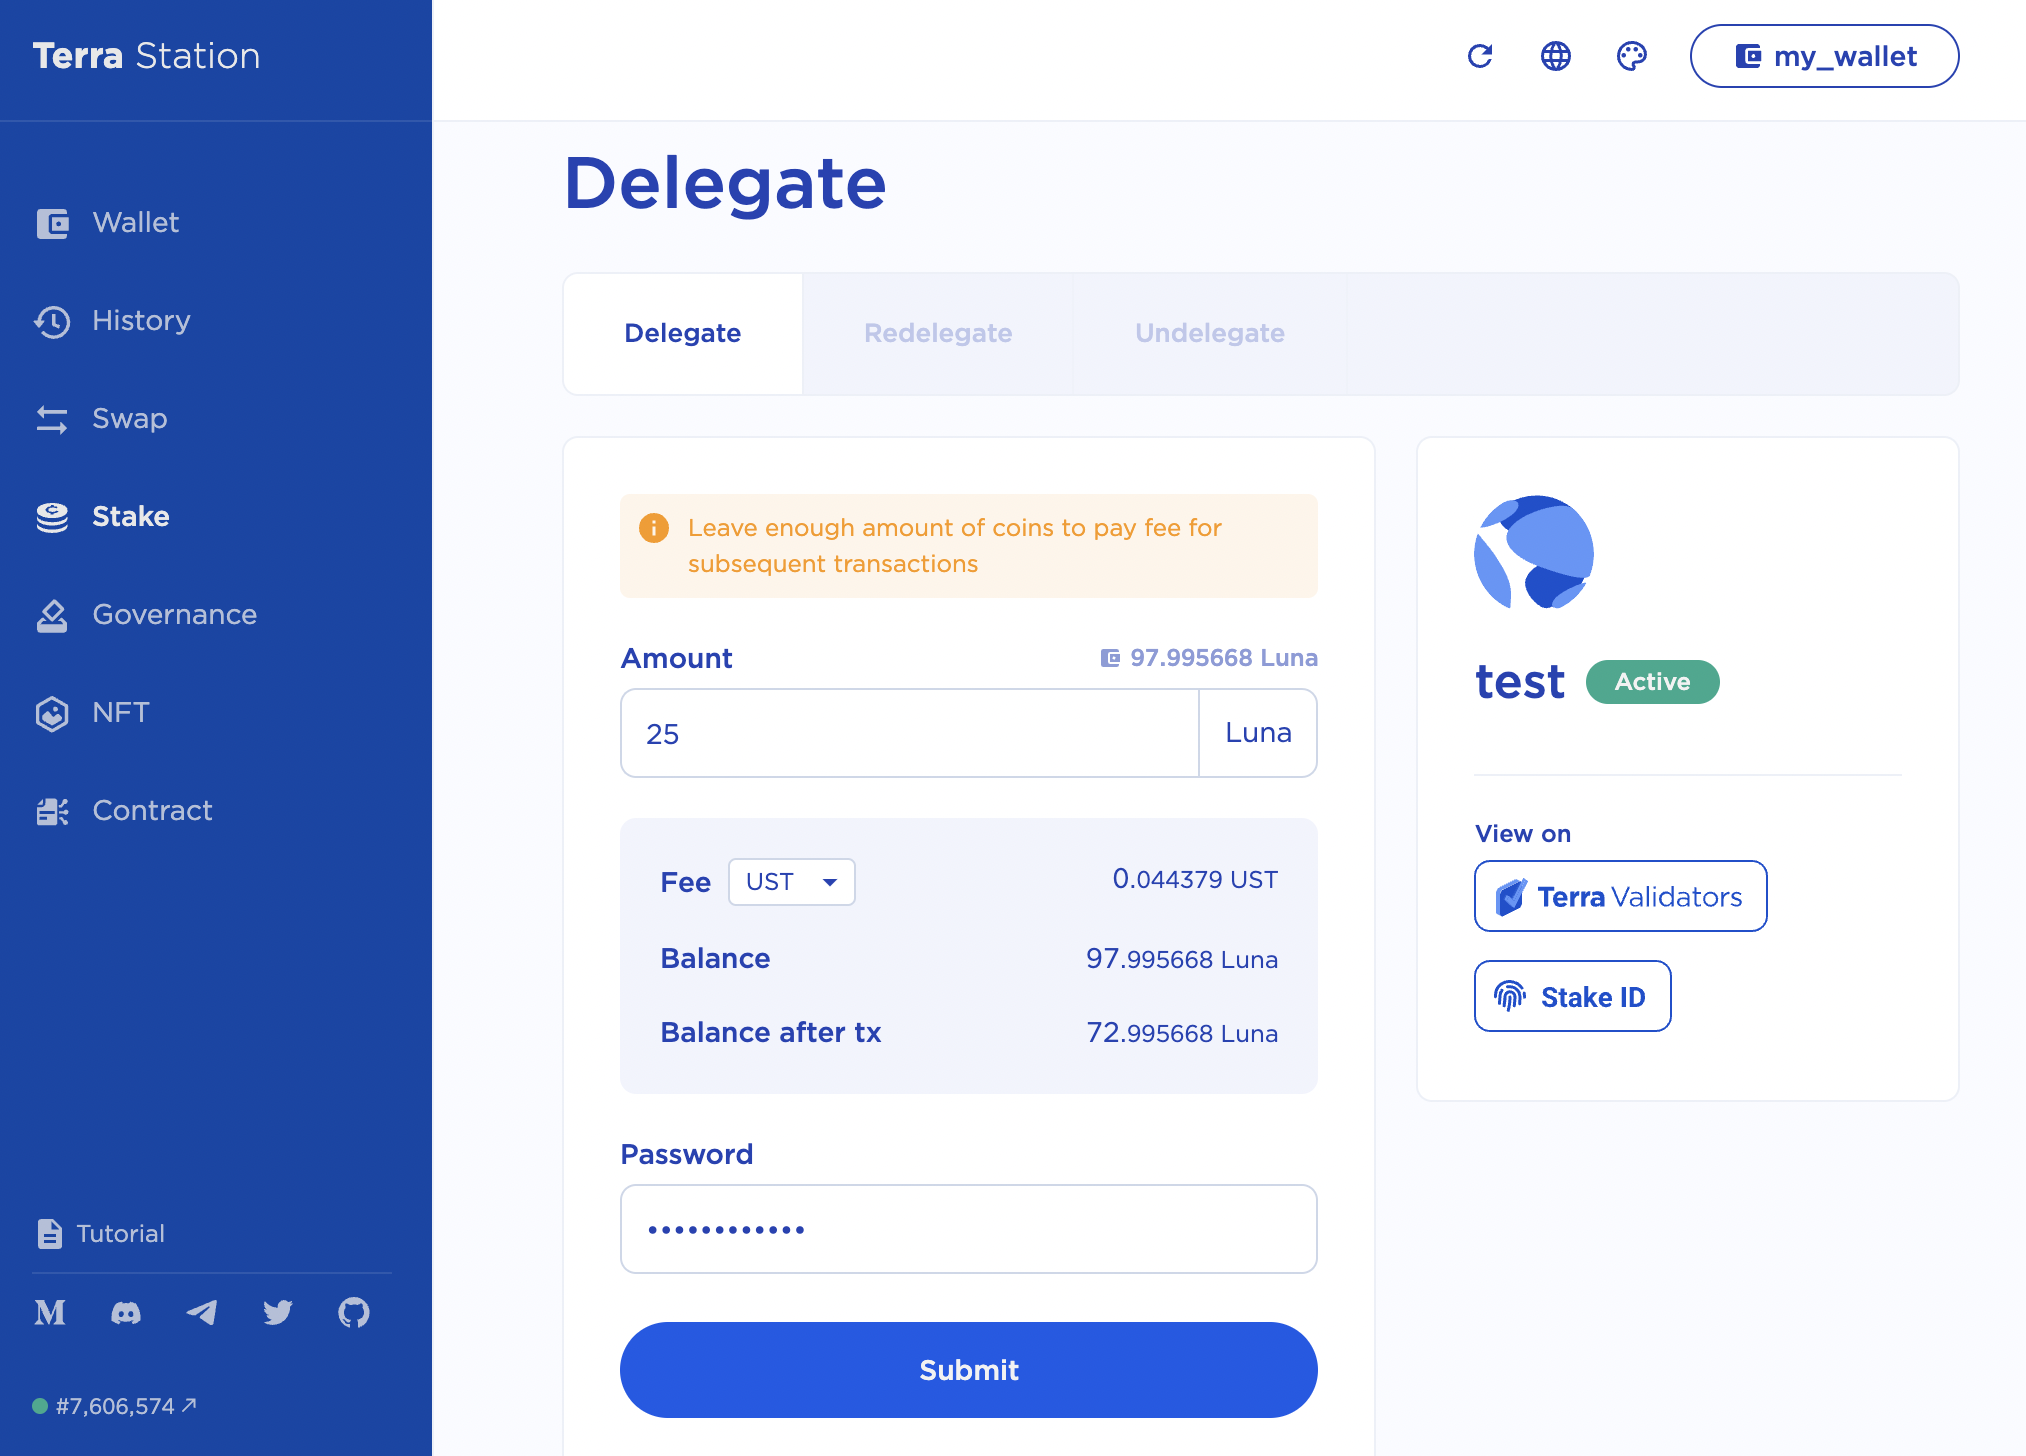 Terra Station
my_wallet
Wallet
History
Swap
Stake
Governance
NFT
Contract
Tutorial
#7,606,574
Delegate
Delegate
Redelegate
Undelegate
Leave enough amount of coins to pay fee for
subsequent transactions
Amount
97.995668 Luna
25
Luna
Fee
UST
0.044379 UST
Balance
97.995668 Luna
Balance after tx
72.995668 Luna
Password
••••••••••••
Submit
test
Active
View on
Terra Validators
Stake ID